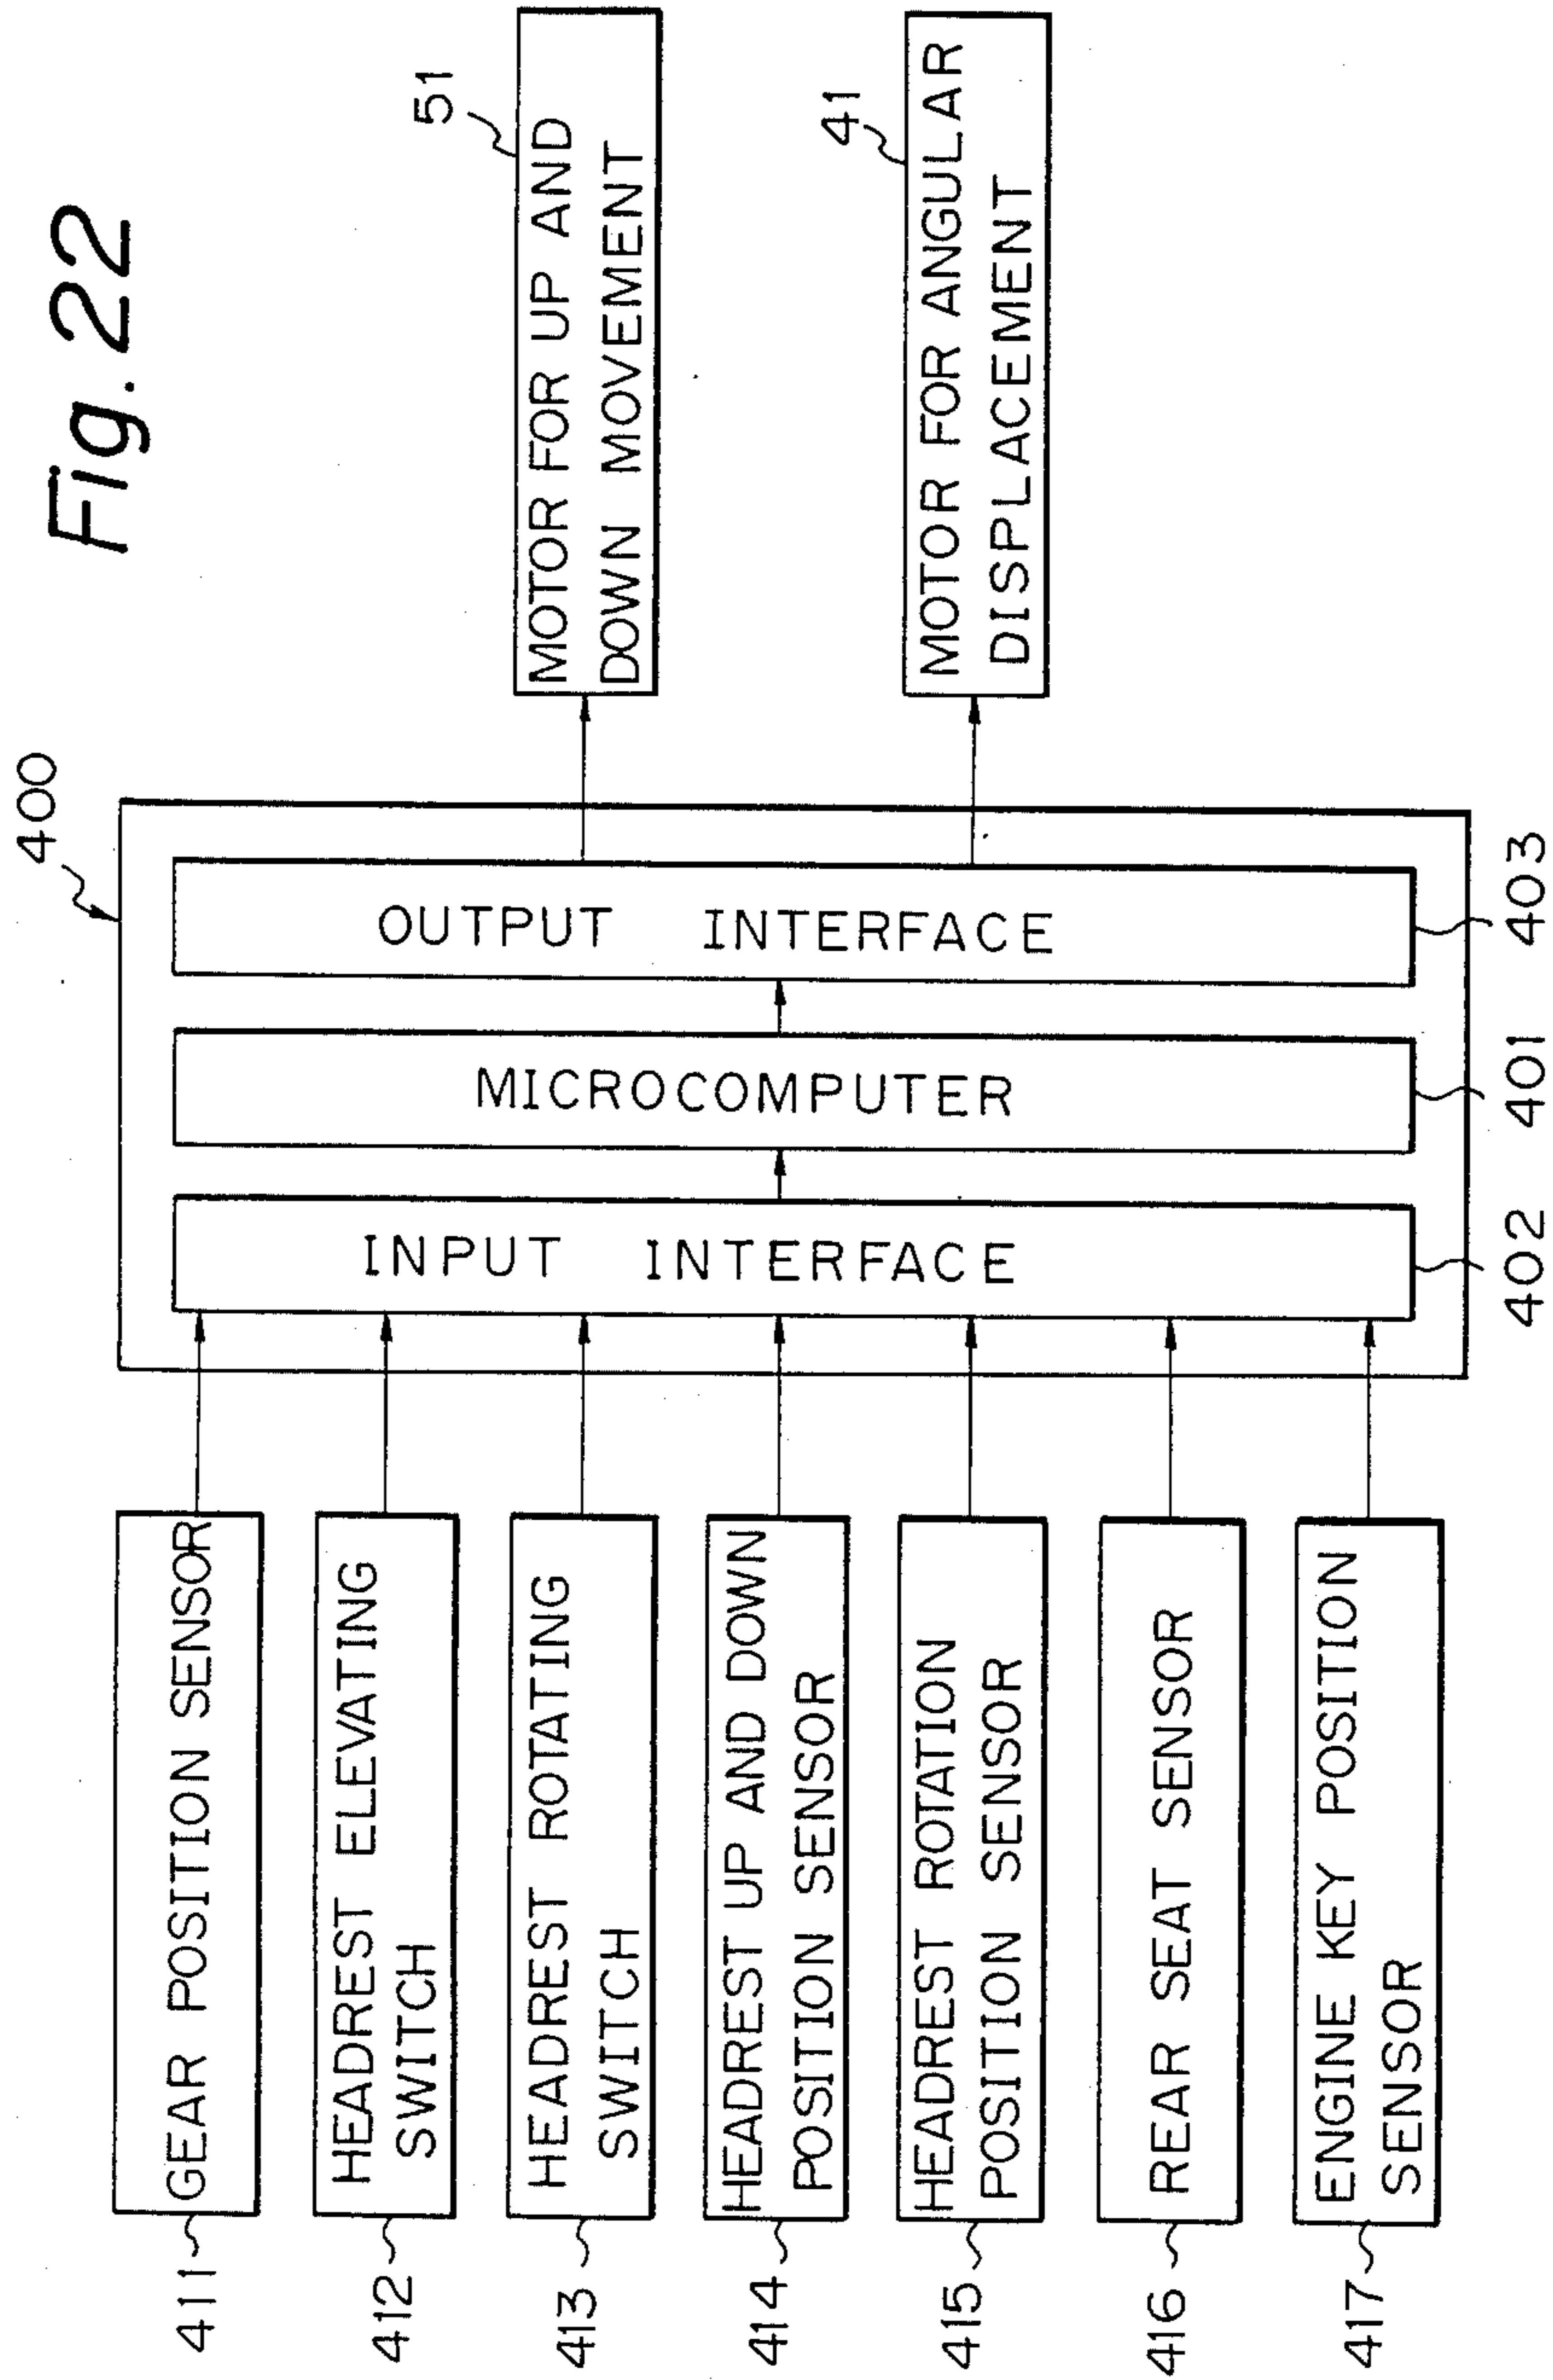 Fig. 22
411
GEAR POSITION SENSOR
412
HEADREST ELEVATING
SWITCH
413
HEADREST ROTATING
SWITCH
414
HEADREST UP AND DOWN
POSITION SENSOR
415
HEADREST ROTATION
POSITION SENSOR
416
REAR SEAT SENSOR
417
ENGINE KEY POSITION
SENSOR
400
INPUT INTERFACE
402
MICROCOMPUTER
401
OUTPUT INTERFACE
403
51
MOTOR FOR UP AND
DOWN MOVEMENT
41
MOTOR FOR ANGULAR
DISPLACEMENT